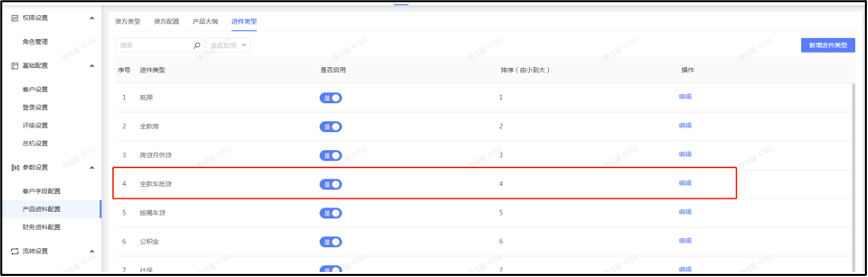 权限设置
角色管理
基础配置
客户设置
登录设置
评级设置
总机设置
参数设置
客户字段配置
产品资料配置
财务资料配置
流转设置
资方类型 资方配置 产品大纲 进件类型
搜索 是否启用 新增进件类型
序号 进件类型 是否启用 排序（由小到大） 操作
1 抵押 是 1 编辑
2 全款房 是 2 编辑
3 房贷月供贷 是 3 编辑
4 全款车抵贷 是 4 编辑
5 按揭车贷 是 5 编辑
6 公积金 是 6 编辑
7 社保 是 7 编辑